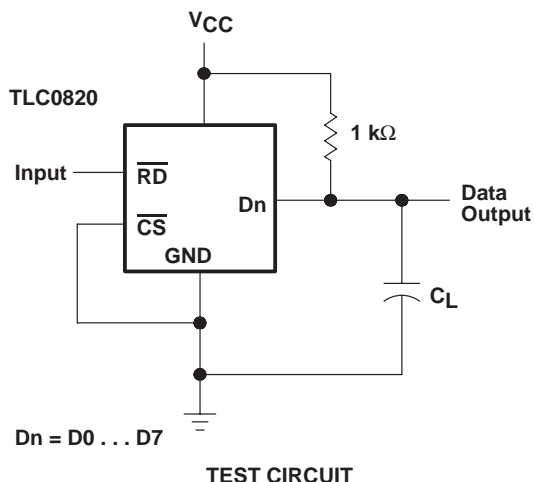 VCC
TLC0820
1 kΩ
Input
RD
Dn
Data
Output
CS
GND
CL
Dn = D0 . . . D7
TEST CIRCUIT